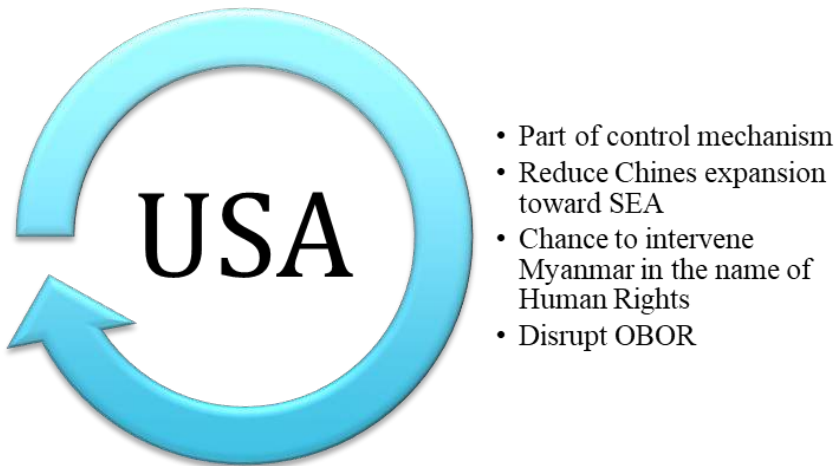 USA
• Part of control mechanism
• Reduce Chines expansion
toward SEA
• Chance to intervene
Myanmar in the name of
Human Rights
• Disrupt OBOR